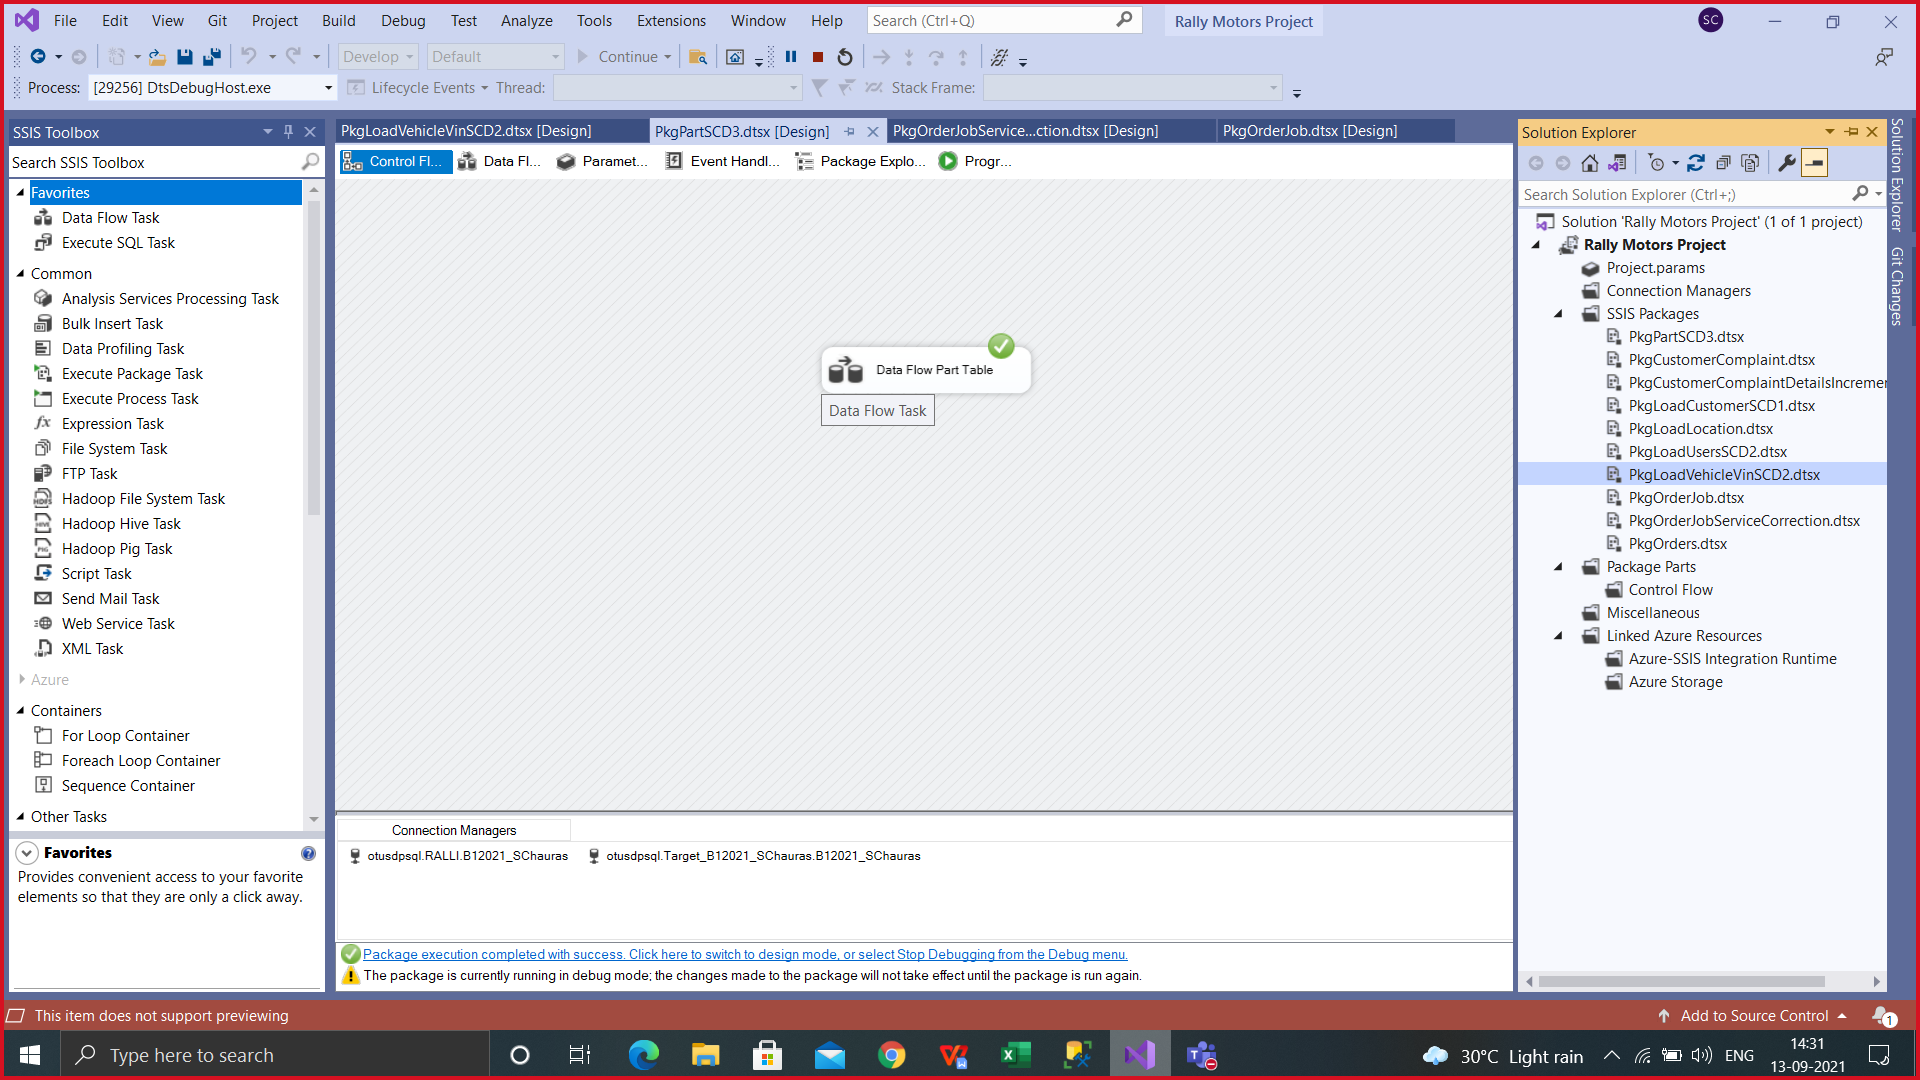 File Edit View Git Project Build Debug Test Analyze Tools Extensions Window Help Search (Ctrl+Q) Rally Motors Project SC
Develop Default Continue
Process: [29256] DtsDebugHost.exe Lifecycle Events Thread: Stack Frame:
SSIS Toolbox
Search SSIS Toolbox
Favorites
Data Flow Task
Execute SQL Task
Common
Analysis Services Processing Task
Bulk Insert Task
Data Profiling Task
Execute Package Task
Execute Process Task
Expression Task
File System Task
FTP Task
Hadoop File System Task
Hadoop Hive Task
Hadoop Pig Task
Script Task
Send Mail Task
Web Service Task
XML Task
Azure
Containers
For Loop Container
Foreach Loop Container
Sequence Container
Other Tasks
Favorites
Provides convenient access to your favorite
elements so that they are only a click away.
PkgLoadVehicleVinSCD2.dtsx [Design] PkgPartSCD3.dtsx [Design] PkgOrderJobService...ction.dtsx [Design] PkgOrderJob.dtsx [Design]
Control Fl... Data Fl... Paramet... Event Handl... Package Explo... Progr...
Data Flow Part Table
Data Flow Task
Connection Managers
otusdpsql.RALLI.B12021_SChauras otusdpsql.Target_B12021_SChauras.B12021_SChauras
Package execution completed with success. Click here to switch to design mode, or select Stop Debugging from the Debug menu.
The package is currently running in debug mode; the changes made to the package will not take effect until the package is run again.
Solution Explorer
Search Solution Explorer (Ctrl+;)
Solution 'Rally Motors Project' (1 of 1 project)
Rally Motors Project
Project.params
Connection Managers
SSIS Packages
PkgPartSCD3.dtsx
PkgCustomerComplaint.dtsx
PkgCustomerComplaintDetailsIncremer
PkgLoadCustomerSCD1.dtsx
PkgLoadLocation.dtsx
PkgLoadUsersSCD2.dtsx
PkgLoadVehicleVinSCD2.dtsx
PkgOrderJob.dtsx
PkgOrderJobServiceCorrection.dtsx
PkgOrders.dtsx
Package Parts
Control Flow
Miscellaneous
Linked Azure Resources
Azure-SSIS Integration Runtime
Azure Storage
Solution Explorer
Git Changes
This item does not support previewing Add to Source Control 1
Type here to search 30°C Light rain ENG 14:31
13-09-2021